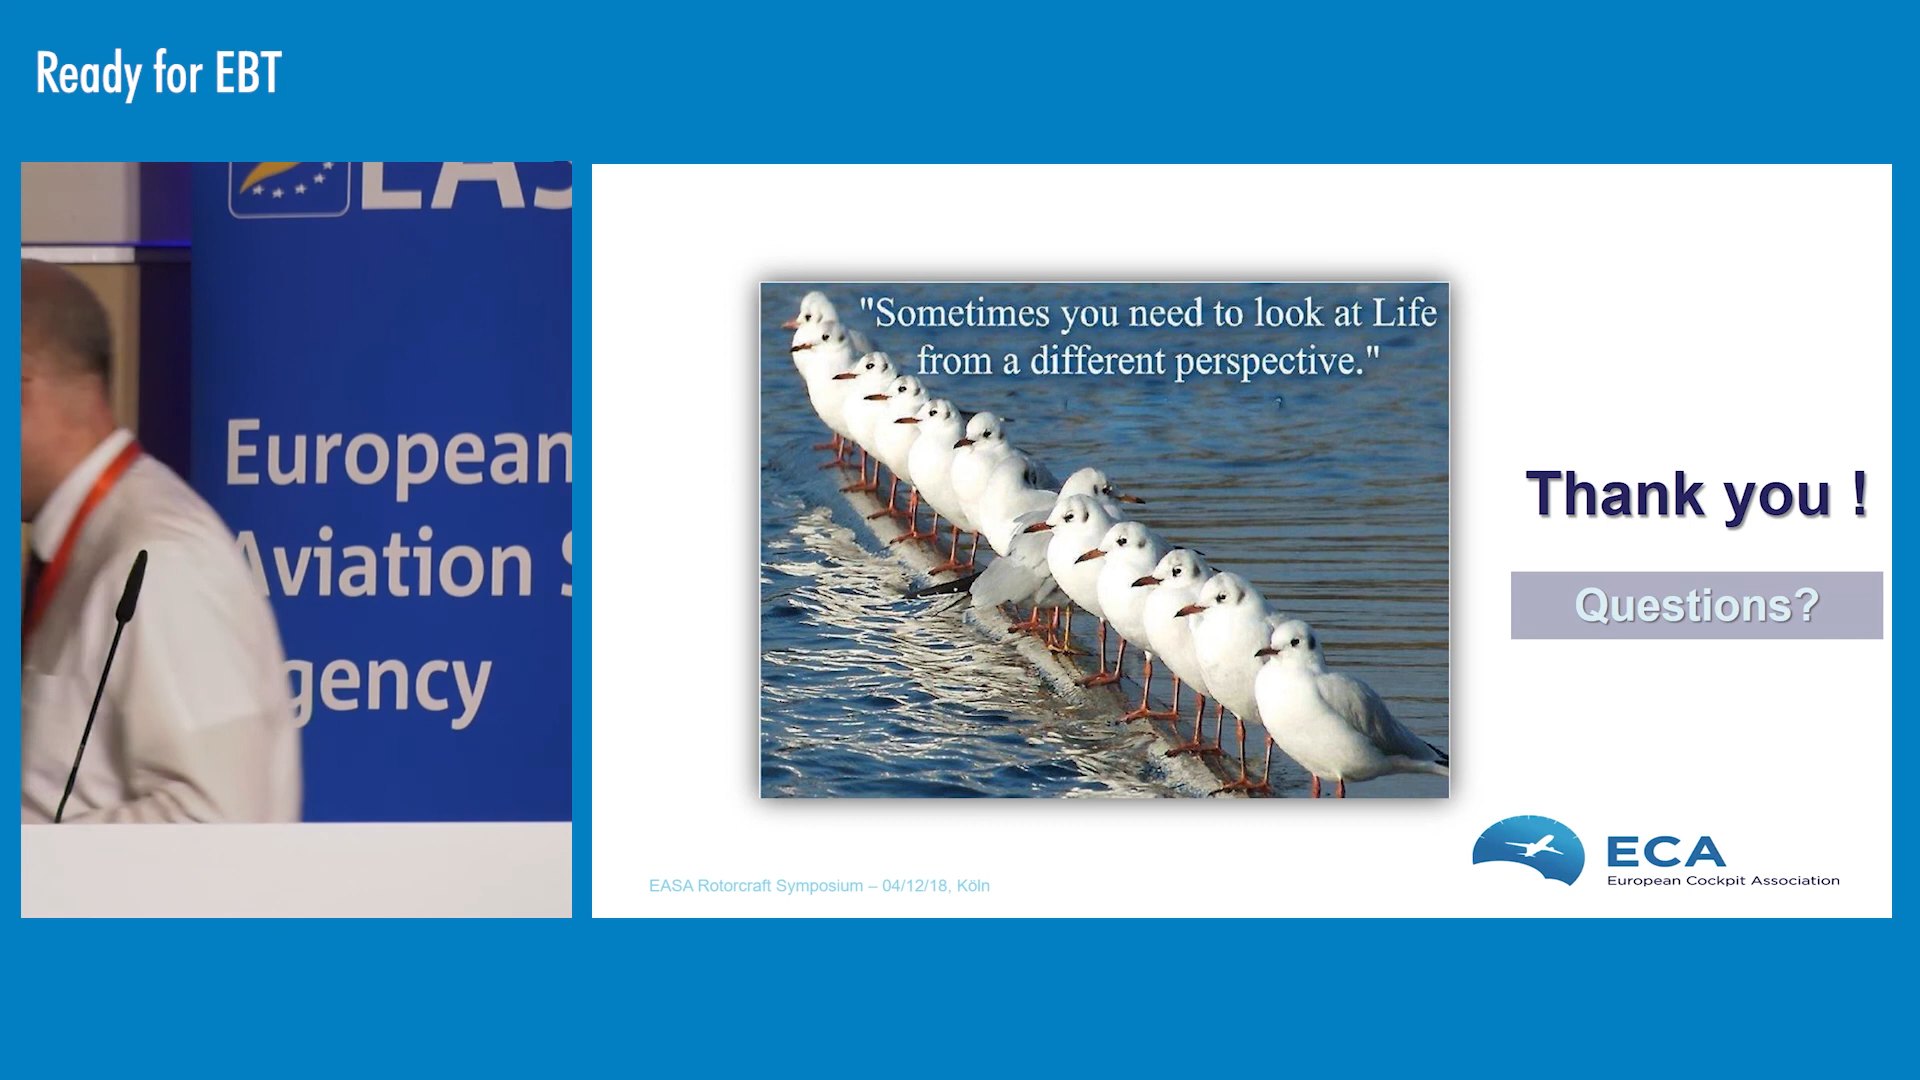 Ready for EBT
EAS
European
Aviation S
gency
"Sometimes you need to look at Life
from a different perspective."
Thank you !
Questions?
ECA
European Cockpit Association
EASA Rotorcraft Symposium – 04/12/18, Köln